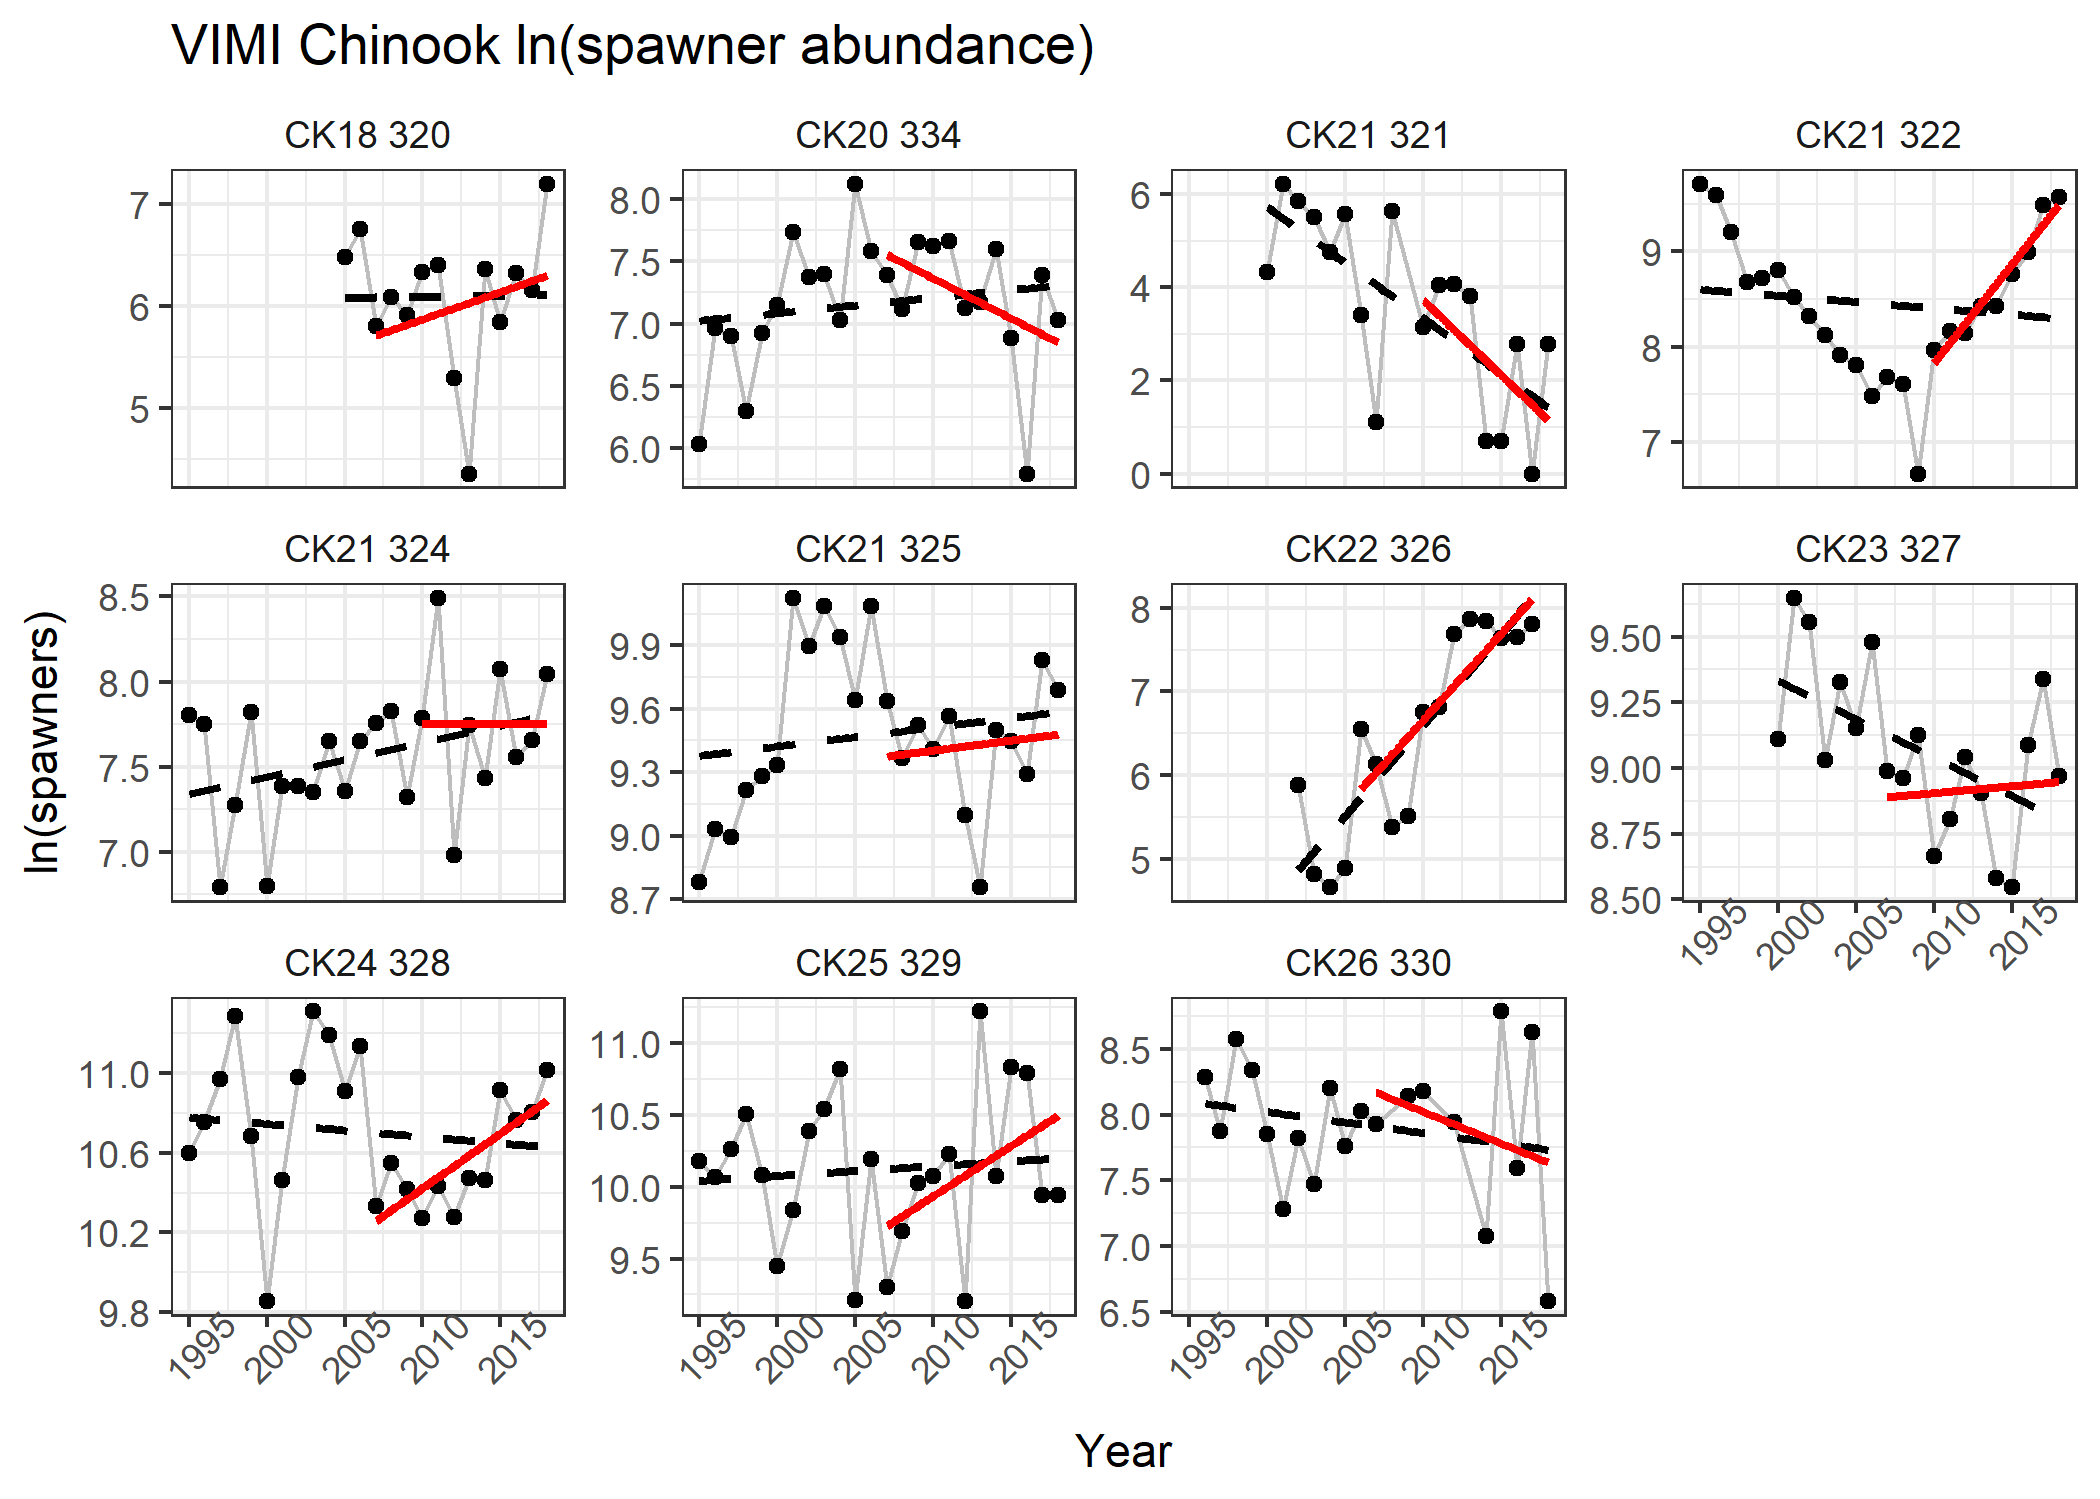 VIMI Chinook ln(spawner abundance)
CK18 320 CK20 334 CK21 321 CK21 322
7 6 5
8.0 7.5 7.0 6.5 6.0
6 4 2 0
9 8 7
CK21 324 CK21 325 CK22 326 CK23 327
8.5 8.0 7.5 7.0
9.9 9.6 9.3 9.0 8.7
8 7 6 5
9.50 9.25 9.00 8.75 8.50
1995 2000 2005 2010 2015
ln(spawners)
CK24 328 CK25 329 CK26 330
11.0 10.6 10.2 9.8
1995 2000 2005 2010 2015
11.0 10.5 10.0 9.5
1995 2000 2005 2010 2015
8.5 8.0 7.5 7.0 6.5
1995 2000 2005 2010 2015
Year